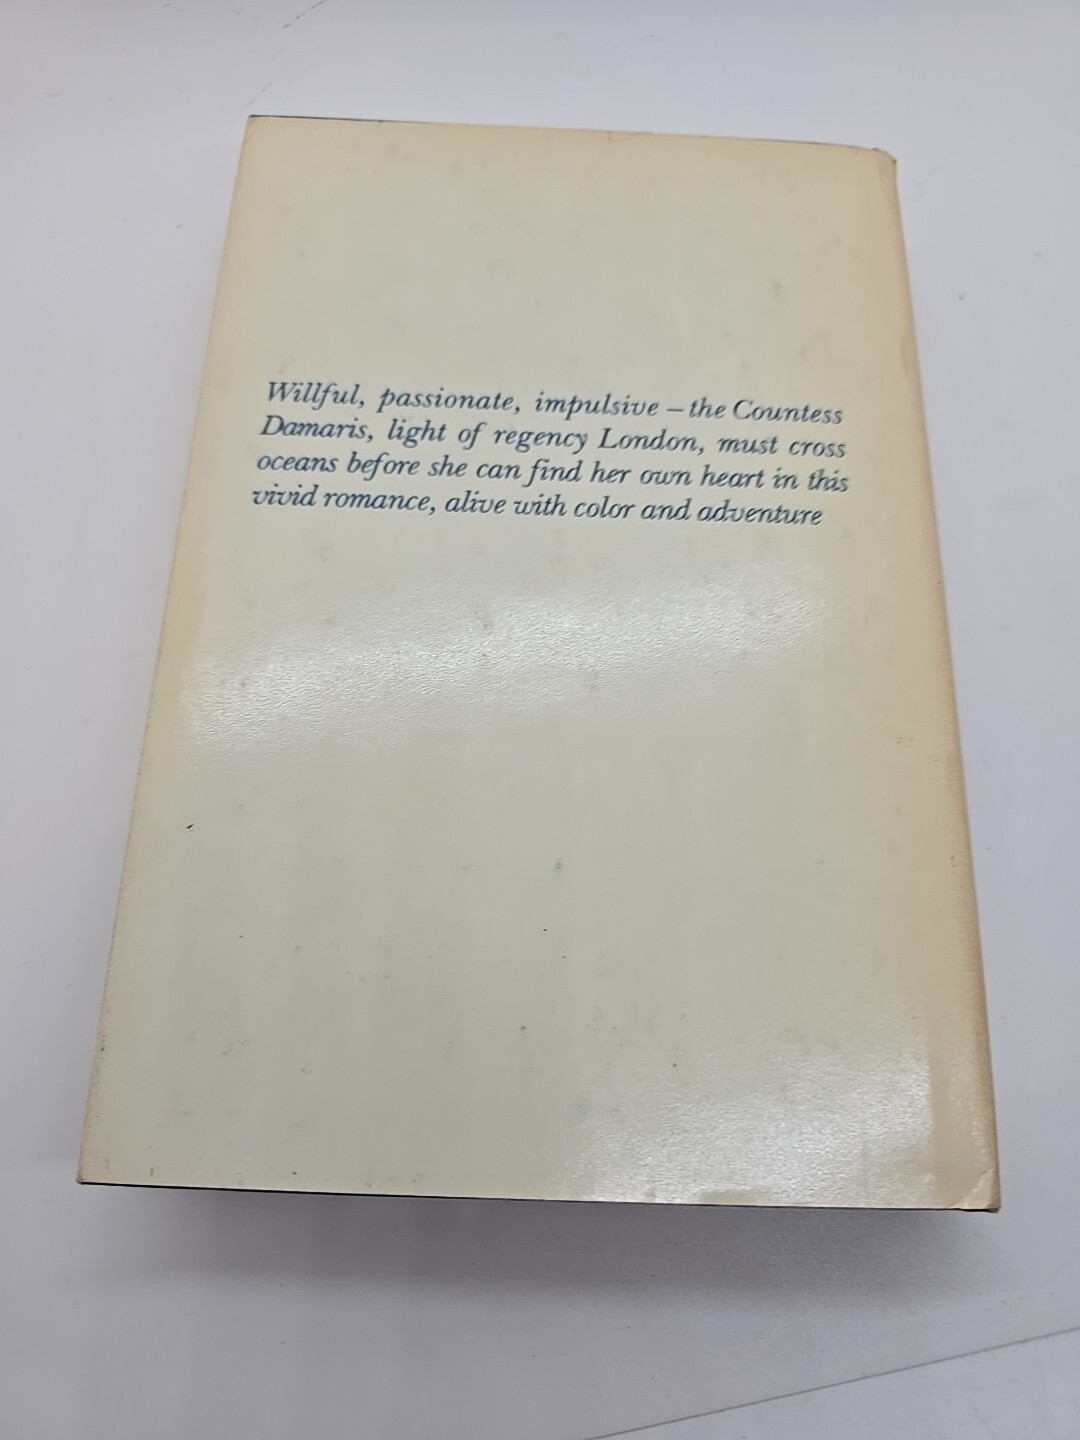 Willful, passionate, impulsive – the Countess
Damaris, light of regency London, must cross
oceans before she can find her own heart in this
vivid romance, alive with color and adventure